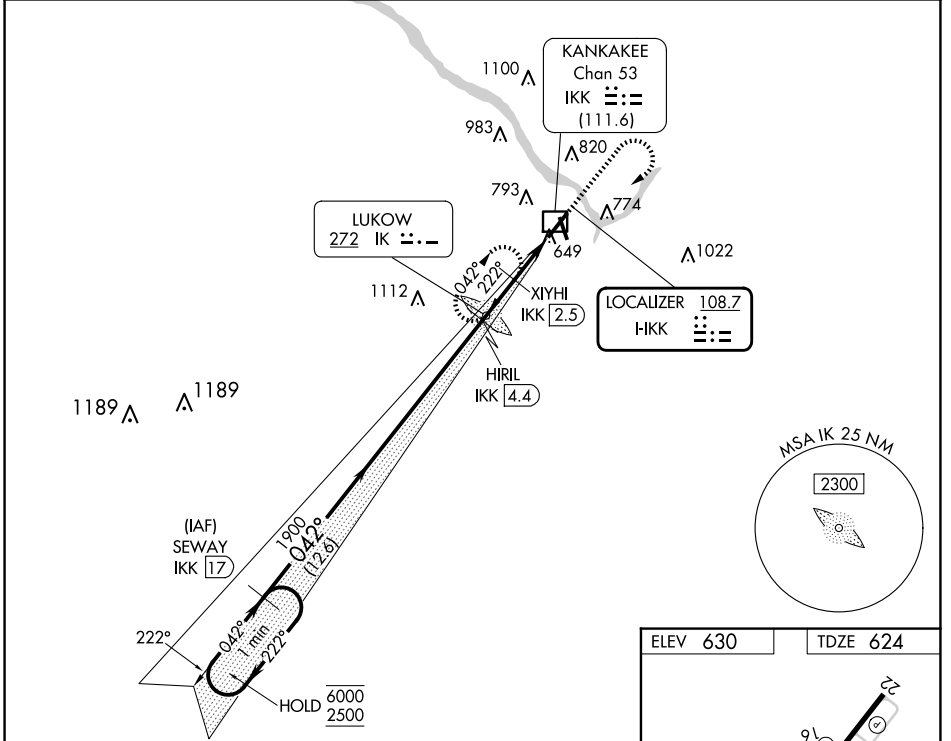 KANKAKEE
Chan 53
IKK
(111.6)
1100
983
820
793
774
649
1022
LUKOW
272 IK
042°
222°
XIYHI
IKK 2.5
1112
LOCALIZER 108.7
I-IKK
HIRIL
IKK 4.4
1189
1189
MSA IK 25 NM
2300
(IAF)
SEWAY
IKK 17
1900
042°
(12.6)
222°
042°
1 min
222°
HOLD 6000
2500
ELEV 630
TDZE 624
22
16
P